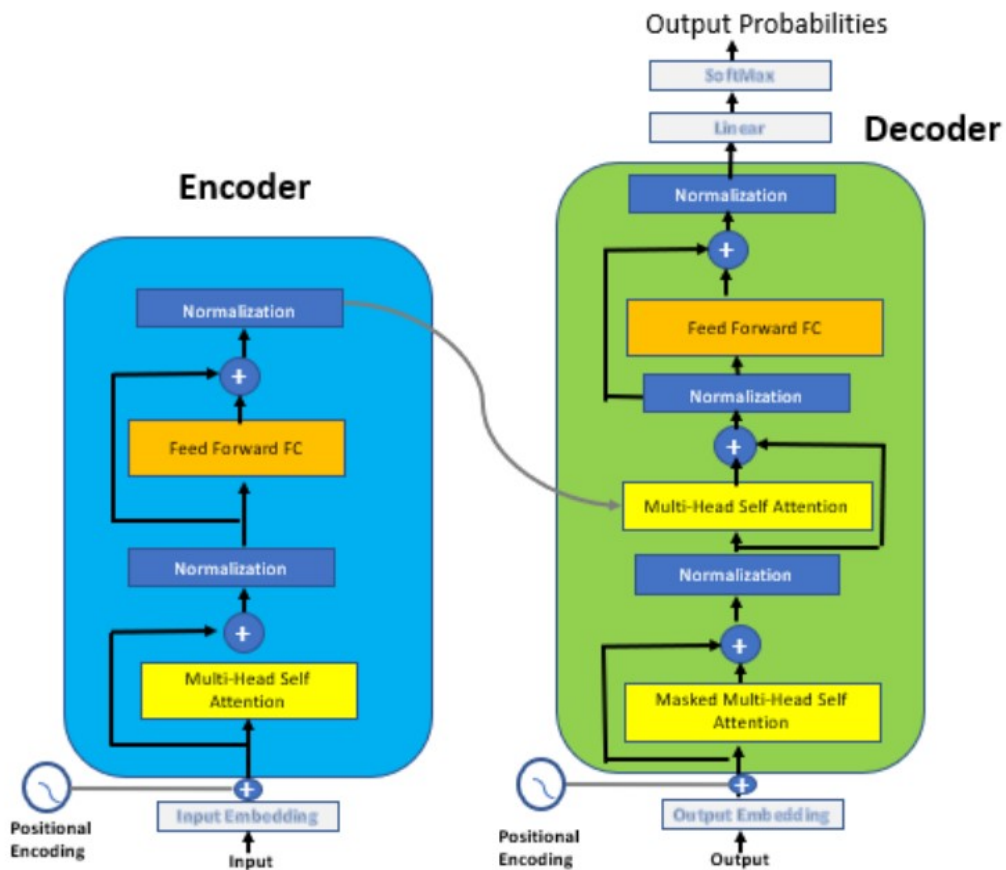 Output Probabilities
SoftMax
Linear
Decoder
Encoder
Normalization
+
Feed Forward FC
Normalization
+
Multi-Head Self
Attention
+
Positional
Encoding
Input Embedding
Input
Normalization
+
Feed Forward FC
Normalization
+
Multi-Head Self Attention
Normalization
+
Masked Multi-Head Self
Attention
+
Positional
Encoding
Output Embedding
Output